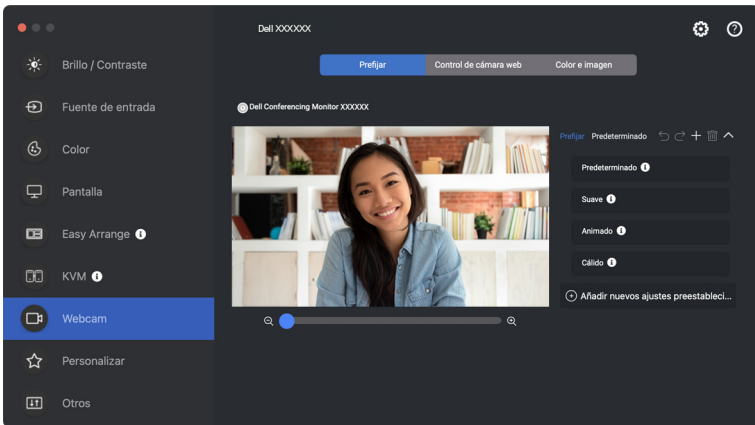 Dell XXXXXX
Brillo / Contraste
Fuente de entrada
Color
Pantalla
Easy Arrange
KVM
Webcam
Personalizar
Otros
Prefijar
Control de cámara web
Color e imagen
Dell Conferencing Monitor XXXXXX
Prefijar Predeterminado
Predeterminado
Suave
Animado
Cálido
Añadir nuevos ajustes preestableci...